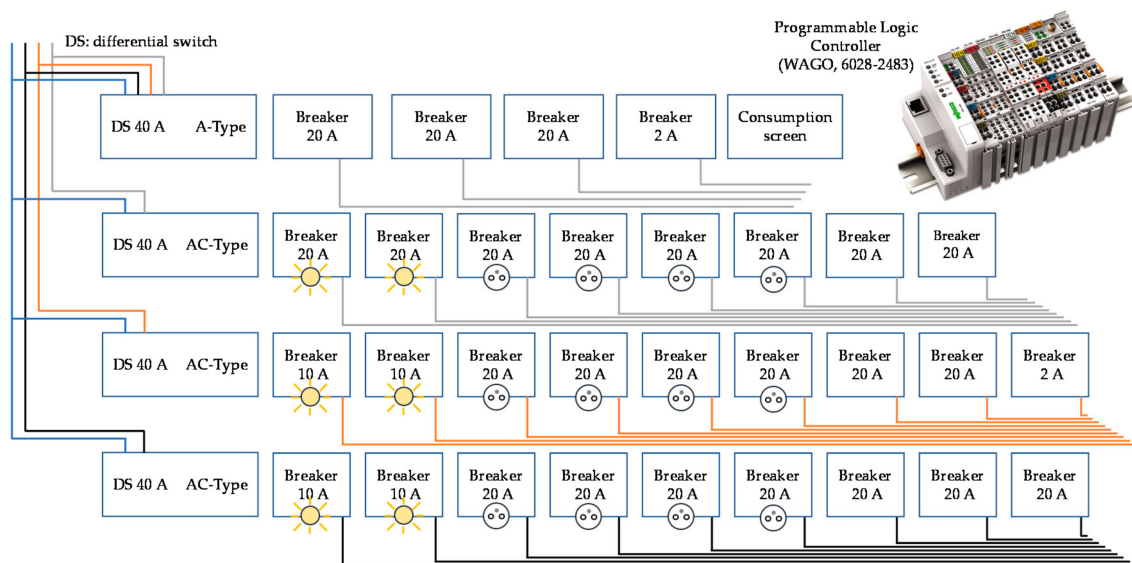 DS: differential switch
Programmable Logic
Controller
(WAGO, 6028-2483)
DS 40 A A-Type
Breaker
20 A
Breaker
20 A
Breaker
20 A
Breaker
2 A
Consumption
screen
DS 40 A AC-Type
Breaker
20 A
Breaker
20 A
Breaker
20 A
Breaker
20 A
Breaker
20 A
Breaker
20 A
Breaker
20 A
Breaker
20 A
DS 40 A AC-Type
Breaker
10 A
Breaker
10 A
Breaker
20 A
Breaker
20 A
Breaker
20 A
Breaker
20 A
Breaker
20 A
Breaker
20 A
Breaker
2 A
DS 40 A AC-Type
Breaker
10 A
Breaker
10 A
Breaker
20 A
Breaker
20 A
Breaker
20 A
Breaker
20 A
Breaker
20 A
Breaker
20 A
Breaker
20 A